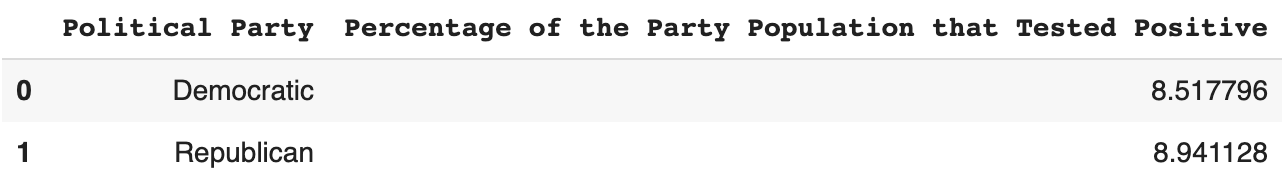 Political Party Percentage of the Party Population that Tested Positive
0 Democratic 8.517796
1 Republican 8.941128